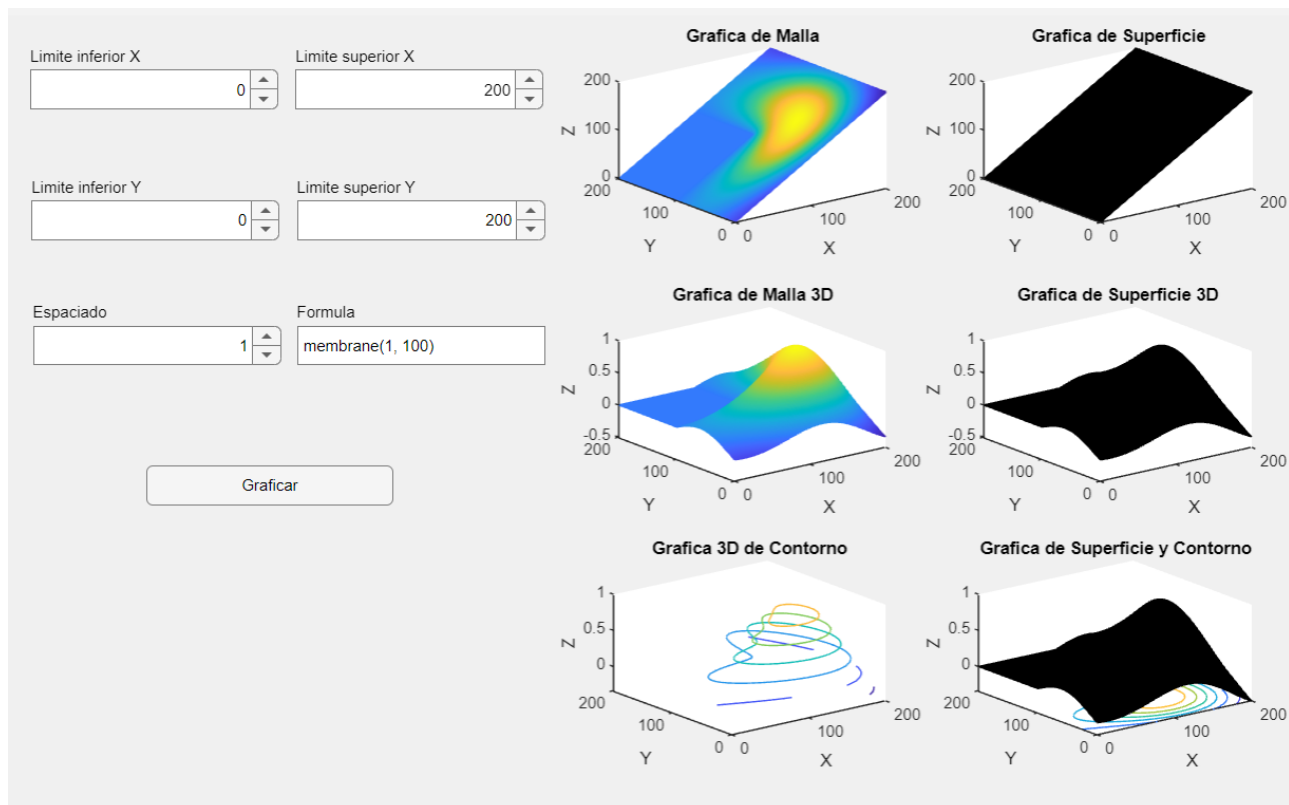 Limite inferior X
Limite superior X
0
200
Limite inferior Y
Limite superior Y
0
200
Espaciado
Formula
1
membrane(1, 100)
Graficar
Grafica de Malla
200
100
0
Z
200
100
0
Y
0
100
200
X
Grafica de Superficie
200
100
0
Z
200
100
0
Y
0
100
200
X
Grafica de Malla 3D
1
0.5
0
-0.5
Z
200
100
0
Y
0
100
200
X
Grafica de Superficie 3D
1
0.5
0
-0.5
Z
200
100
0
Y
0
100
200
X
Grafica 3D de Contorno
1
0.5
0
Z
200
100
0
Y
0
100
200
X
Grafica de Superficie y Contorno
1
0.5
0
Z
200
100
0
Y
0
100
200
X